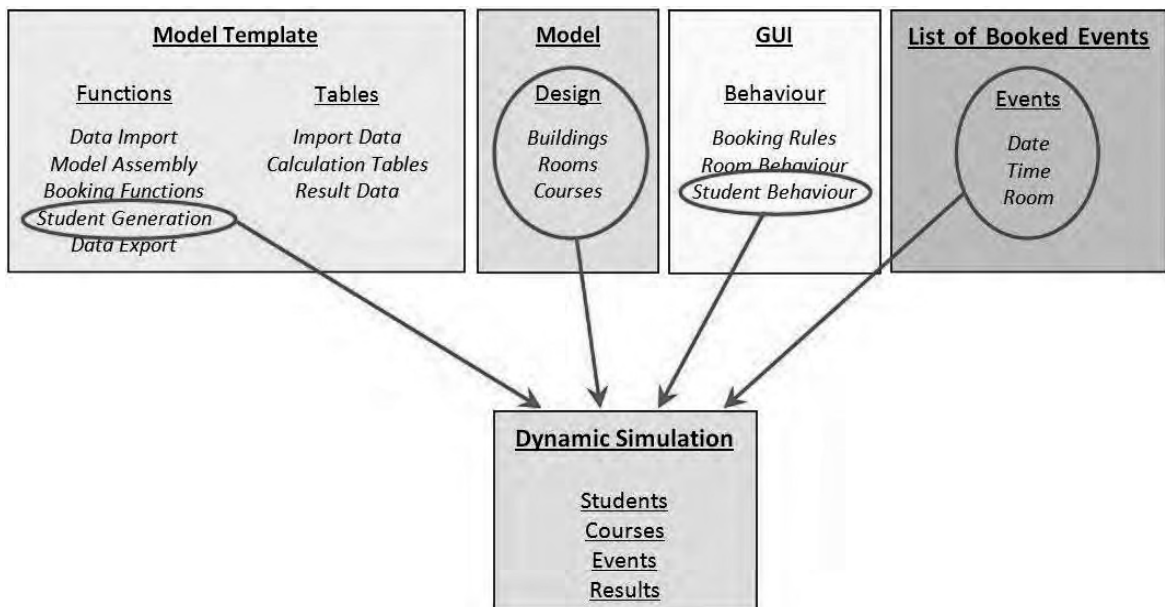 Model Template
Functions
Data Import
Model Assembly
Booking Functions
Student Generation
Data Export
Tables
Import Data
Calculation Tables
Result Data
Model
Design
Buildings
Rooms
Courses
GUI
Behaviour
Booking Rules
Room Behaviour
Student Behaviour
List of Booked Events
Events
Date
Time
Room
Dynamic Simulation
Students
Courses
Events
Results